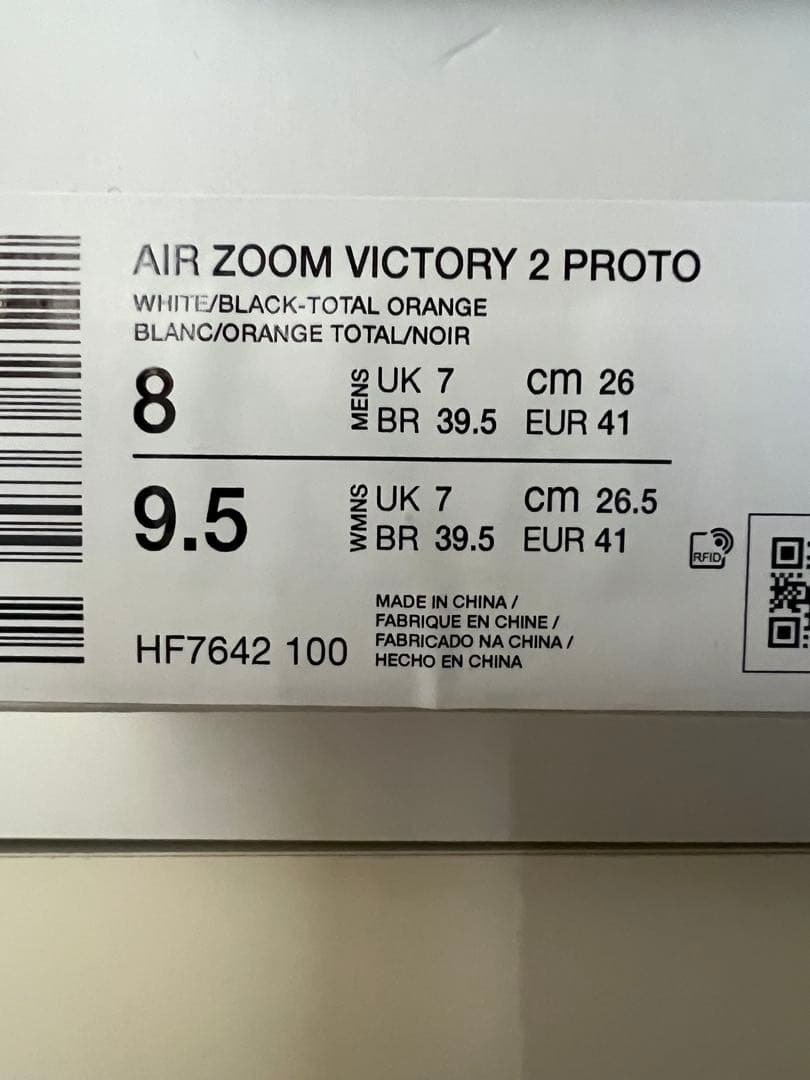 AIR ZOOM VICTORY 2 PROTO
WHITE/BLACK-TOTAL ORANGE
BLANC/ORANGE TOTAL/NOIR
8 MENS UK 7 cm 26
BR 39.5 EUR 41
9.5 WMNS UK 7 cm 26.5
BR 39.5 EUR 41
RFID
MADE IN CHINA /
FABRIQUE EN CHINE /
HF7642 100 FABRICADO NA CHINA /
HECHO EN CHINA